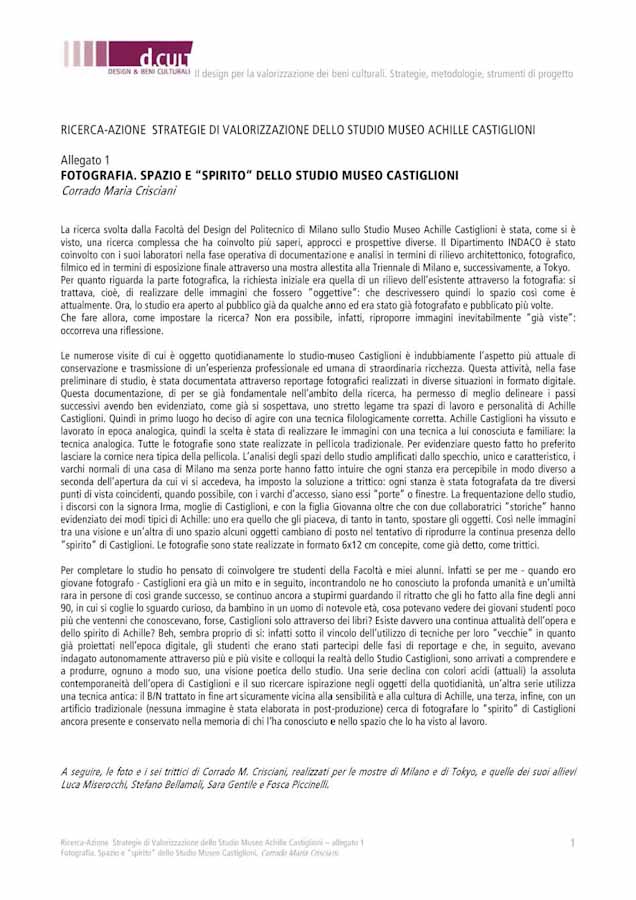 d.CULT
DESIGN & BENI CULTURALI
Il design per la valorizzazione dei beni culturali. Strategie, metodologie, strumenti di progetto
RICERCA-AZIONE STRATEGIE DI VALORIZZAZIONE DELLO STUDIO MUSEO ACHILLE CASTIGLIONI
Allegato 1
FOTOGRAFIA. SPAZIO E "SPIRITO" DELLO STUDIO MUSEO CASTIGLIONI
Corrado Maria Crisciani
La ricerca svolta dalla Facoltà del Design del Politecnico di Milano sullo Studio Museo Achille Castiglioni è stata, come si è
visto, una ricerca complessa che ha coinvolto più saperi, approcci e prospettive diverse. Il Dipartimento INDACO è stato
coinvolto con i suoi laboratori nella fase operativa di documentazione e analisi in termini di rilievo architettonico, fotografico,
filmico ed in termini di esposizione finale attraverso una mostra allestita alla Triennale di Milano e, successivamente, a Tokyo.
Per quanto riguarda la parte fotografica, la richiesta iniziale era quella di un rilievo dell'esistente attraverso la fotografia: si
trattava, cioè, di realizzare delle immagini che fossero "oggettive": che descrivessero quindi lo spazio così come è
attualmente. Ora, lo studio era aperto al pubblico già da qualche anno ed era stato già fotografato e pubblicato più volte.
Che fare allora, come impostare la ricerca? Non era possibile, infatti, riproporre immagini inevitabilmente "già viste":
occorreva una riflessione.
Le numerose visite di cui è oggetto quotidianamente lo studio-museo Castiglioni è indubbiamente l'aspetto più attuale di
conservazione e trasmissione di un'esperienza professionale ed umana di straordinaria ricchezza. Questa attività, nella fase
preliminare di studio, è stata documentata attraverso reportage fotografici realizzati in diverse situazioni in formato digitale.
Questa documentazione, di per se già fondamentale nell'ambito della ricerca, ha permesso di meglio delineare i passi
successivi avendo ben evidenziato, come già si sospettava, uno stretto legame tra spazi di lavoro e personalità di Achille
Castiglioni. Quindi in primo luogo ho deciso di agire con una tecnica filologicamente corretta. Achille Castiglioni ha vissuto e
lavorato in epoca analogica, quindi la scelta è stata di realizzare le immagini con una tecnica a lui conosciuta e familiare: la
tecnica analogica. Tutte le fotografie sono state realizzate in pellicola tradizionale. Per evidenziare questo fatto ho preferito
lasciare la cornice nera tipica della pellicola. L'analisi degli spazi dello studio amplificati dallo specchio, unico e caratteristico, i
varchi normali di una casa di Milano ma senza porte hanno fatto intuire che ogni stanza era percepibile in modo diverso a
seconda dell'apertura da cui vi si accedeva, ha imposto la soluzione a trittico: ogni stanza è stata fotografata da tre diversi
punti di vista coincidenti, quando possibile, con i varchi d'accesso, siano essi "porte" o finestre. La frequentazione dello studio,
i discorsi con la signora Irma, moglie di Castiglioni, e con la figlia Giovanna oltre che con due collaboratrici "storiche" hanno
evidenziato dei modi tipici di Achille: uno era quello che gli piaceva, di tanto in tanto, spostare gli oggetti. Così nelle immagini
tra una visione e un'altra di uno spazio alcuni oggetti cambiano di posto nel tentativo di riprodurre la continua presenza dello
"spirito" di Castiglioni. Le fotografie sono state realizzate in formato 6x12 cm concepite, come già detto, come trittici.
Per completare lo studio ho pensato di coinvolgere tre studenti della Facoltà e miei alunni. Infatti se per me - quando ero
giovane fotografo - Castiglioni era già un mito e in seguito, incontrandolo ne ho conosciuto la profonda umanità e un'umiltà
rara in persone di così grande successo, se continuo ancora a stupirmi guardando il ritratto che gli ho fatto alla fine degli anni
90, in cui si coglie lo sguardo curioso, da bambino in un uomo di notevole età, cosa potevano vedere dei giovani studenti poco
più che ventenni che conoscevano, forse, Castiglioni solo attraverso dei libri? Esiste davvero una continua attualità dell'opera e
dello spirito di Achille? Beh, sembra proprio di sì: infatti sotto il vincolo dell'utilizzo di tecniche per loro "vecchie" in quanto
già proiettati nell'epoca digitale, gli studenti che erano stati partecipi delle fasi di reportage e che, in seguito, avevano
indagato autonomamente attraverso più e più visite e colloqui la realtà dello Studio Castiglioni, sono arrivati a comprendere e
a produrre, ognuno a modo suo, una visione poetica dello studio. Una serie declina con colori acidi (attuali) la assoluta
contemporaneità dell'opera di Castiglioni e il suo ricercare ispirazione negli oggetti della quotidianità, un'altra serie utilizza
una tecnica antica: il B/N trattato in fine art sicuramente vicina alla sensibilità e alla cultura di Achille, una terza, infine, con un
artificio tradizionale (nessuna immagine è stata elaborata in post-produzione) cerca di fotografare lo "spirito" di Castiglioni
ancora presente e conservato nella memoria di chi l'ha conosciuto e nello spazio che lo ha visto al lavoro.
A seguire, le foto e i sei trittici di Corrado M. Crisciani, realizzati per le mostre di Milano e di Tokyo, e quelle dei suoi allievi
Luca Miserocchi, Stefano Bellamoli, Sara Gentile e Fosca Piccinelli.
Ricerca-Azione Strategie di Valorizzazione dello Studio Museo Achille Castiglioni – allegato 1
1
Fotografia. Spazio e "spirito" dello Studio Museo Castiglioni. Corrado Maria Crisciani